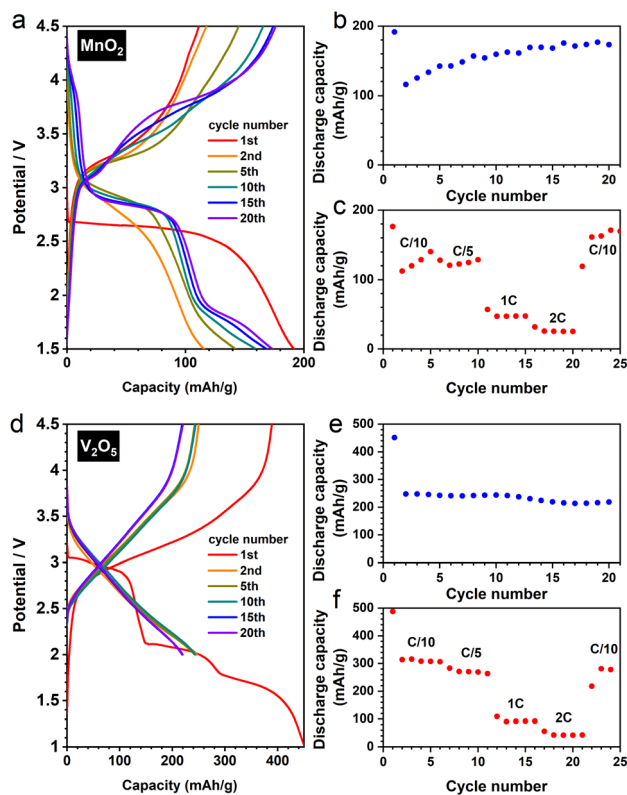 a
MnO2
4.5
4
3.5
3
2.5
2
1.5
Potential / V
cycle number
1st
2nd
5th
10th
15th
20th
0 100 200
Capacity (mAh/g)
b
Discharge capacity
(mAh/g)
200
100
0
0 5 10 15 20
Cycle number
c
Discharge capacity
(mAh/g)
200
150
100
50
0
C/10
C/5
1C
2C
C/10
0 5 10 15 20 25
Cycle number
d
V2O5
4.5
4
3.5
3
2.5
2
1
Potential / V
cycle number
1st
2nd
5th
10th
15th
20th
0 100 200 300 400
Capacity (mAh/g)
e
Discharge capacity
(mAh/g)
500
400
300
200
100
0
0 5 10 15 20
Cycle number
f
Discharge capacity
(mAh/g)
500
400
300
200
100
0
C/10
C/5
1C
2C
C/10
0 5 10 15 20 25
Cycle number